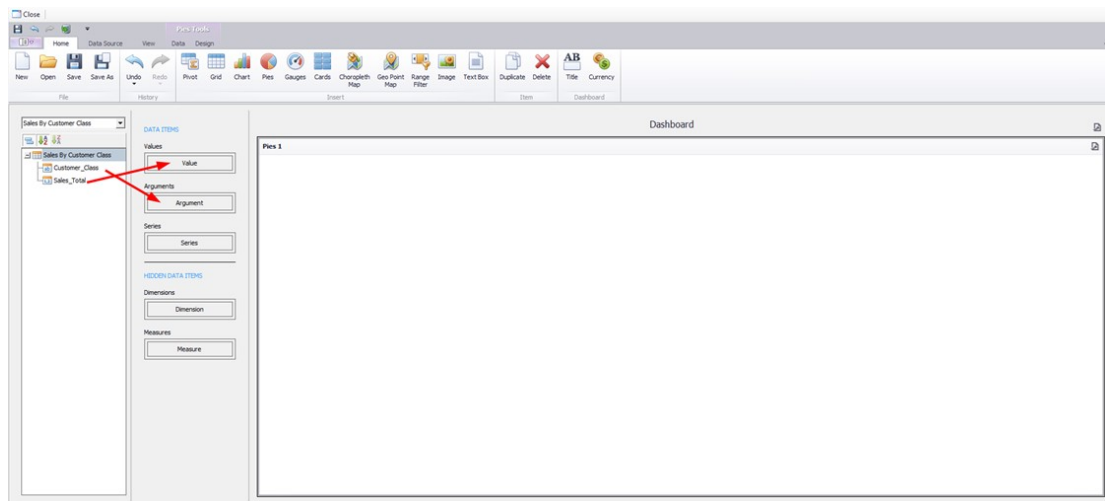 Close
Pies Tools
Home Data Source View Data Design
New Open Save Save As Undo Redo Pivot Grid Chart Pies Gauges Cards Choropleth Map Geo Point Map Range Filter Image Text Box Duplicate Delete Title Currency
File History Insert Item Dashboard
Sales By Customer Class
Sales By Customer Class
Customer_Class
Sales_Total
DATA ITEMS
Values
Value
Arguments
Argument
Series
Series
HIDDEN DATA ITEMS
Dimensions
Dimension
Measures
Measure
Dashboard
Pies 1